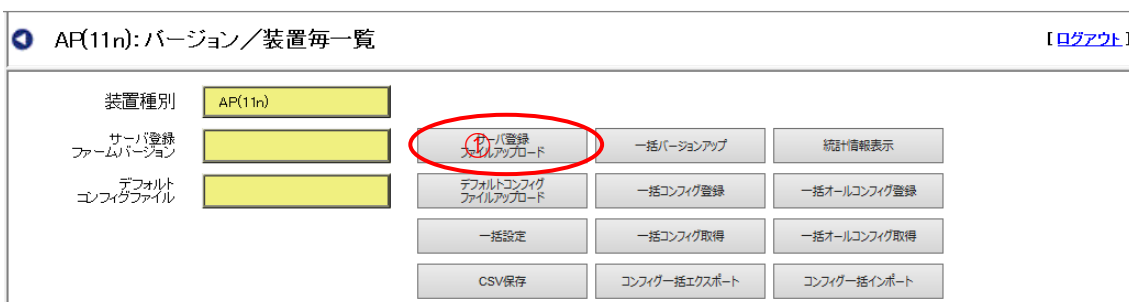 AP(11n):バージョン／装置毎一覧
[ログアウト]
装置種別
AP(11n)
サーバ登録
ファームバージョン
①
サーバ登録
ファイルアップロード
一括バージョンアップ
統計情報表示
デフォルト
コンフィグファイル
デフォルトコンフィグ
ファイルアップロード
一括コンフィグ登録
一括オールコンフィグ登録
一括設定
一括コンフィグ取得
一括オールコンフィグ取得
CSV保存
コンフィグ一括エクスポート
コンフィグ一括インポート